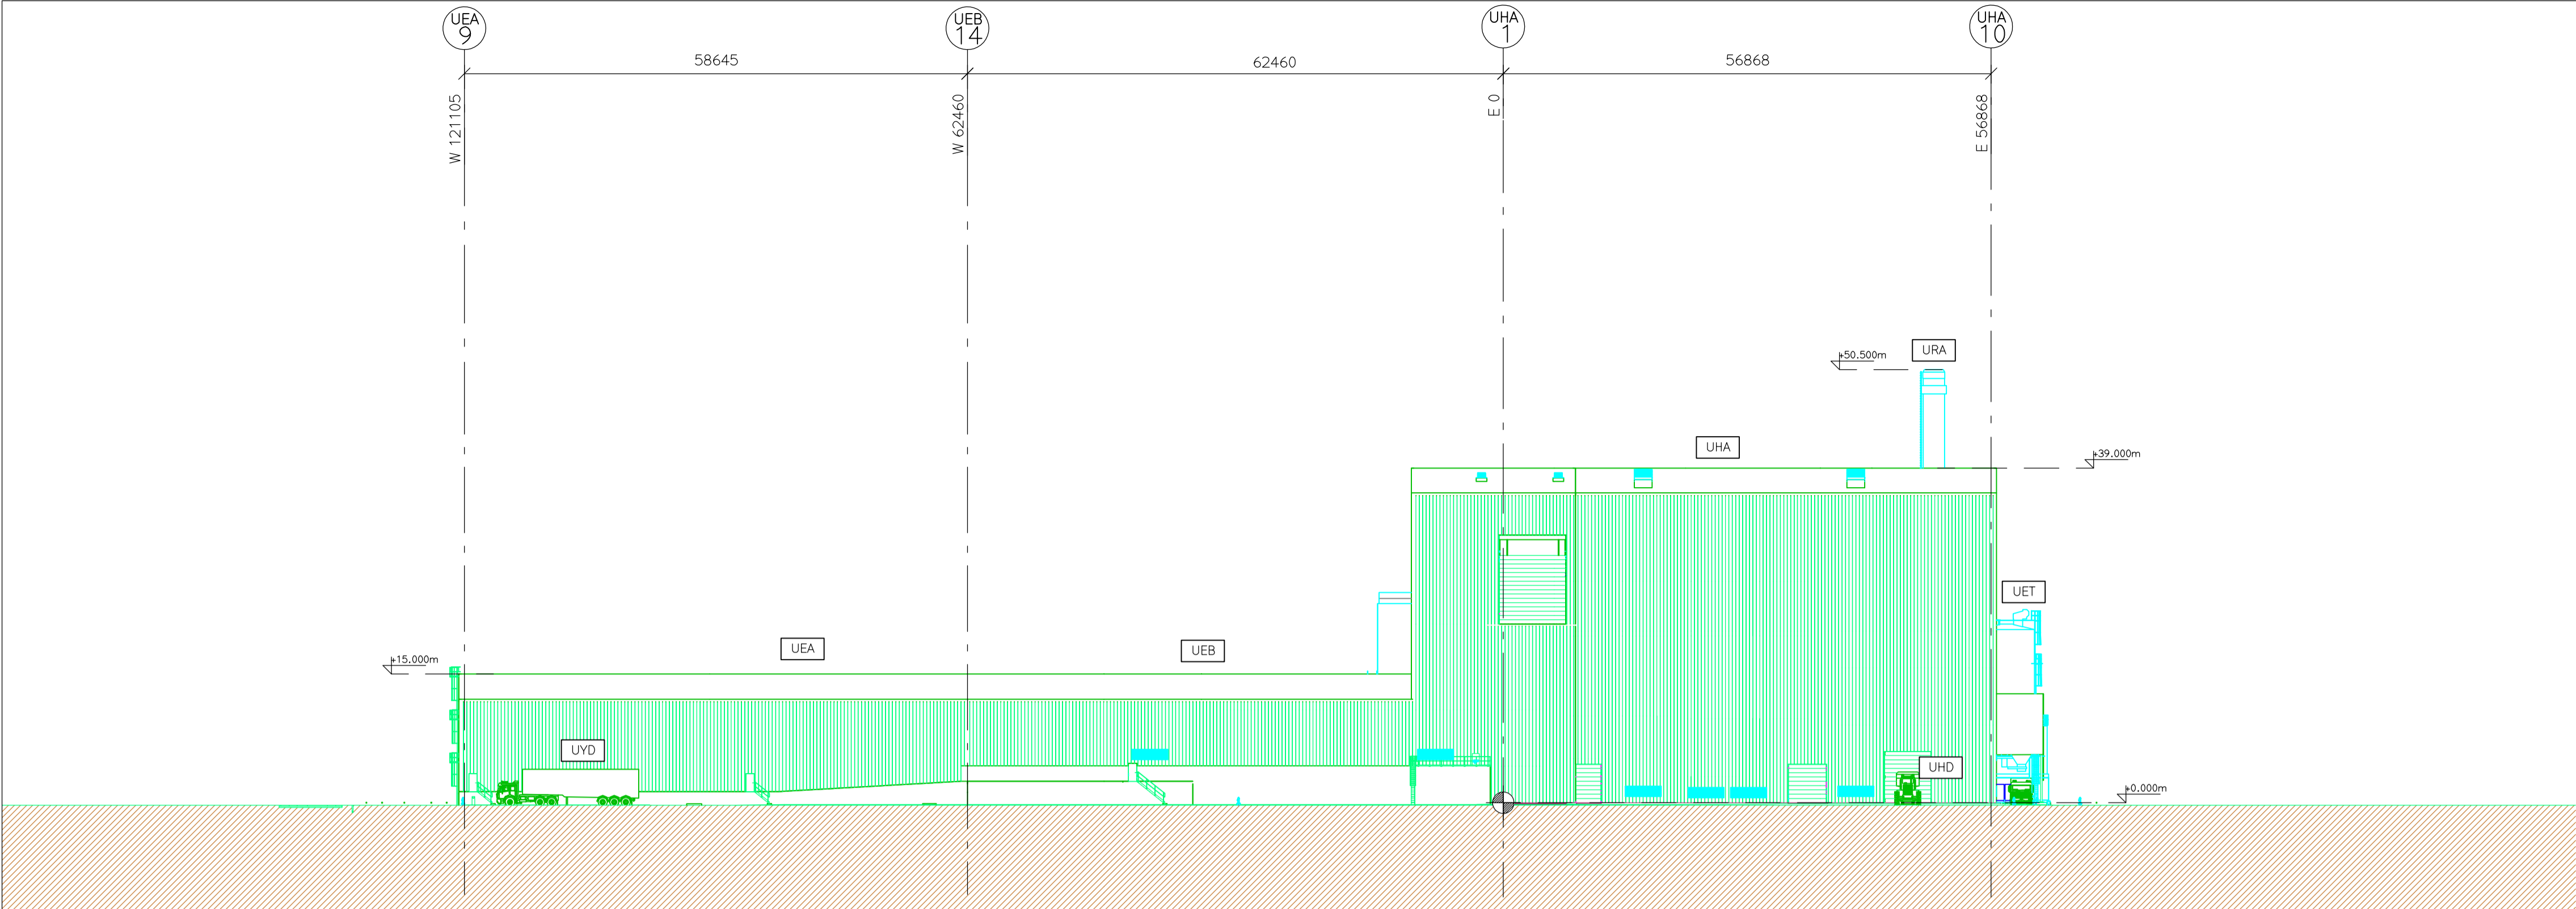 UEA
9
UEB
14
UHA
1
UHA
10
58645
62460
56868
W 121105
W 62460
E 0
E 56868
+50.500m
URA
UHA
+39.000m
UET
UEA
UEB
+15.000m
UYD
UHD
+0.000m